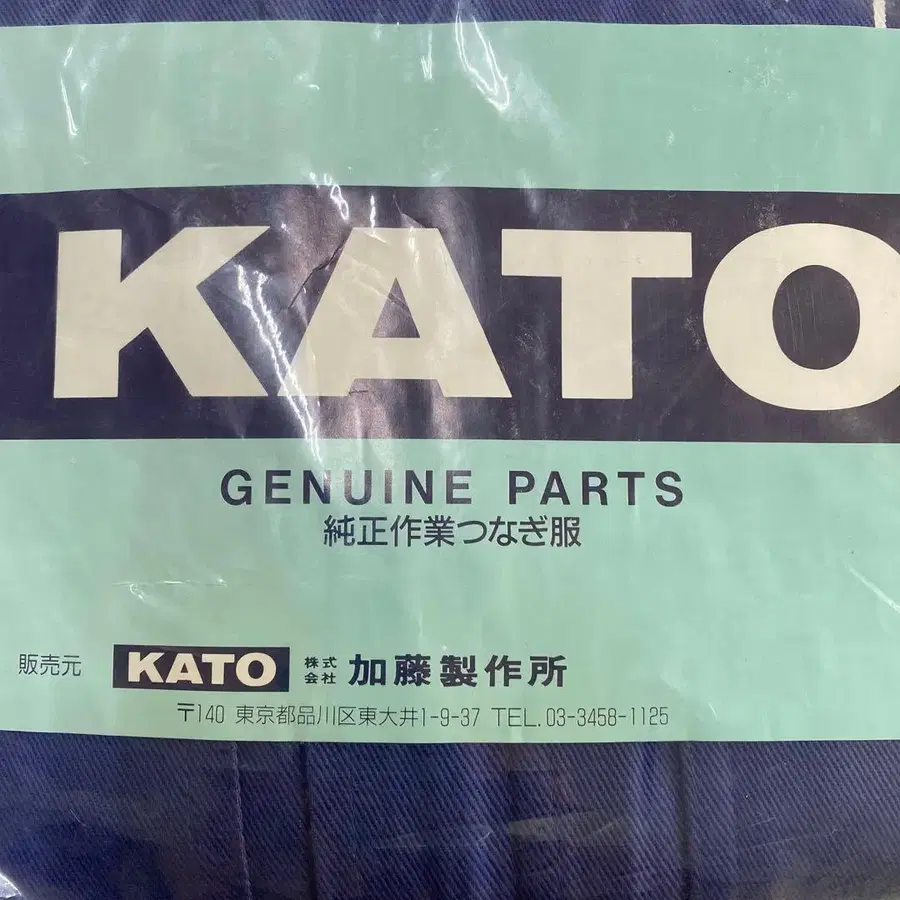 KATO
GENUINE PARTS
純正作業つなぎ服
販売元 KATO 株式会社 加藤製作所
〒140 東京都品川区東大井1-9-37 TEL.03-3458-1125